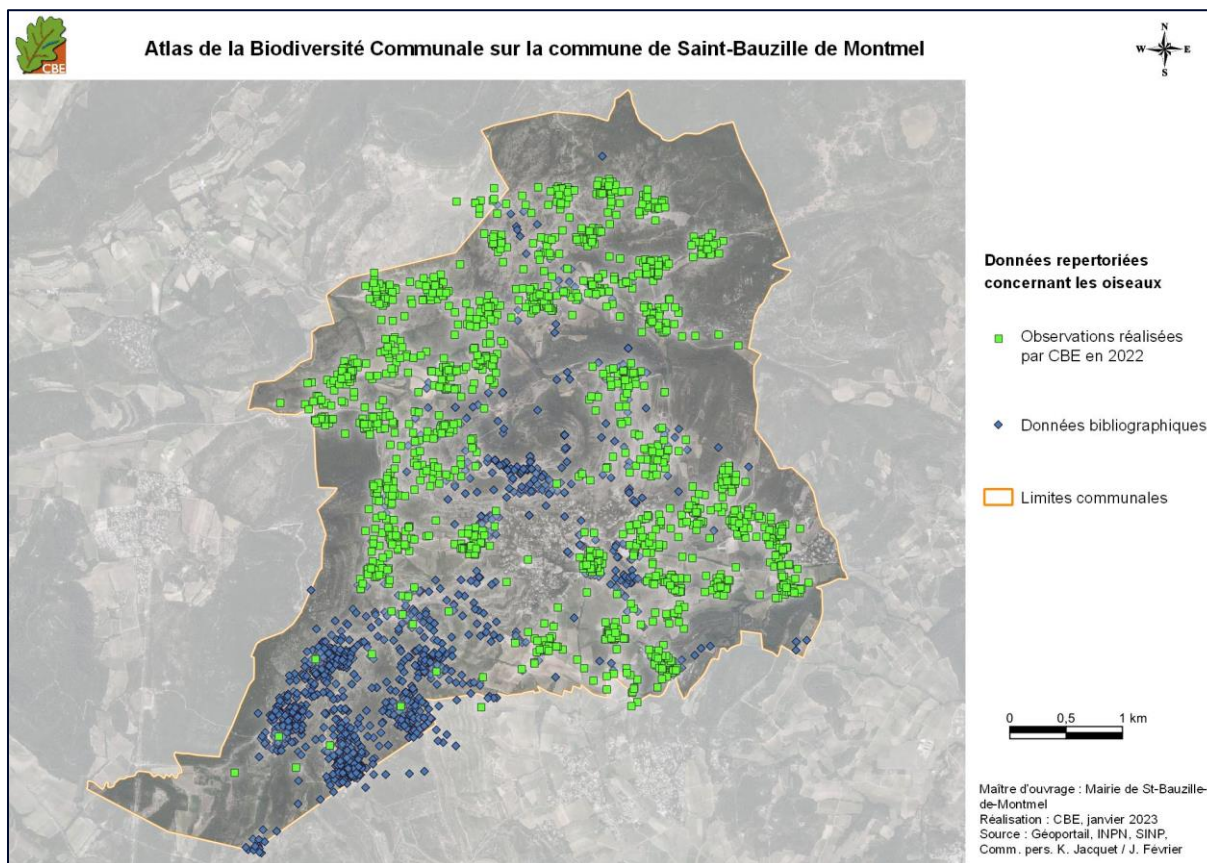 CBE
Atlas de la Biodiversité Communale sur la commune de Saint-Bauzille de Montmel
N
W E
S
Données repertoriées
concernant les oiseaux
Observations réalisées
par CBE en 2022
Données bibliographiques
Limites communales
0 0,5 1 km
Maître d'ouvrage : Mairie de St-Bauzille-
de-Montmel
Réalisation : CBE, janvier 2023
Source : Géoportail, INPN, SINP,
Comm. pers. K. Jacquet / J. Février